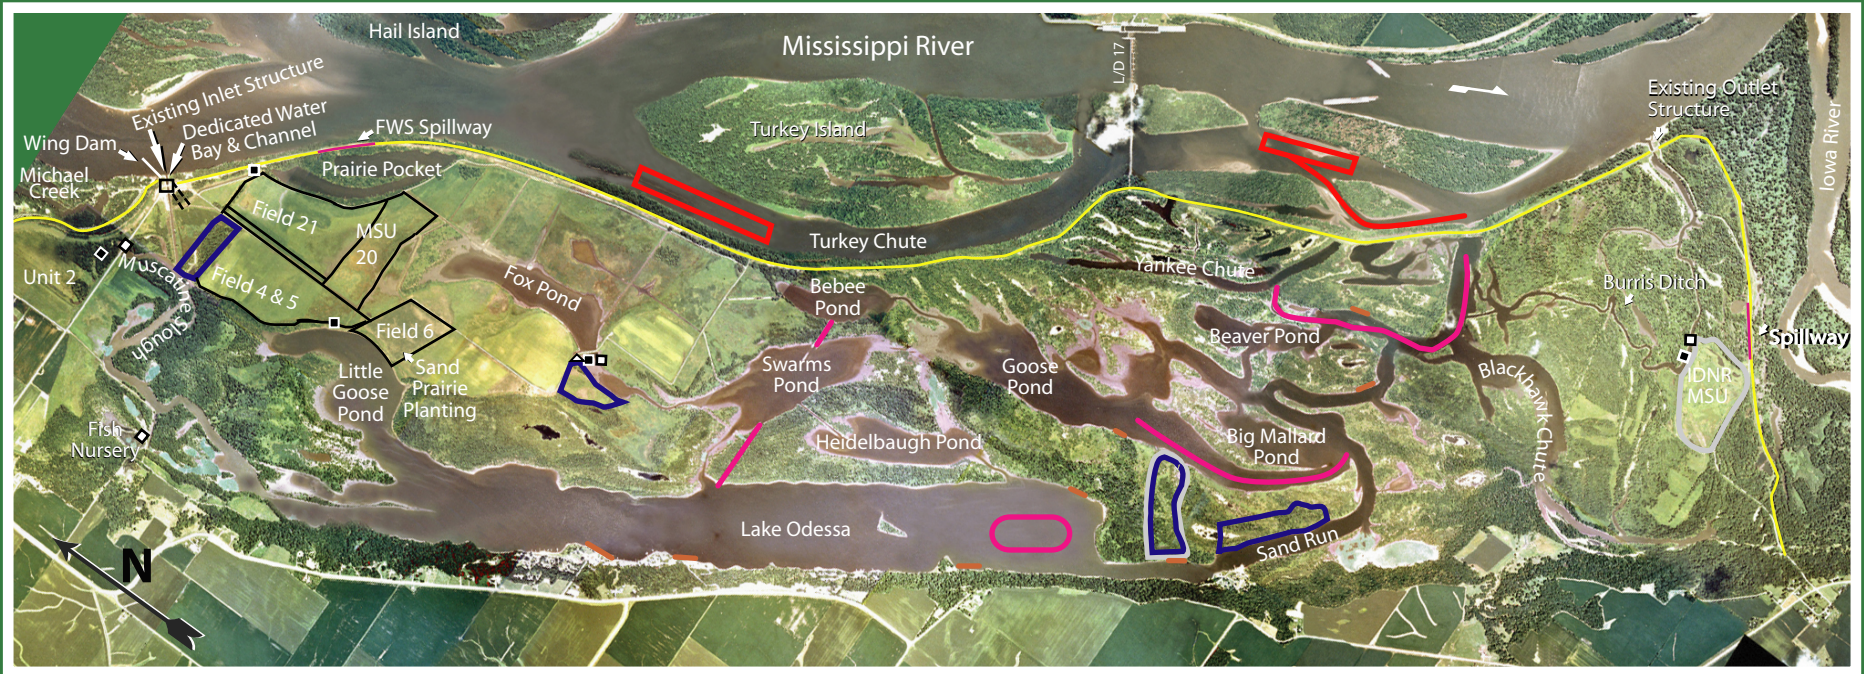 Hail Island
Mississippi River
L/D 17
Existing Inlet Structure
Dedicated Water
Bay & Channel
FWS Spillway
Wing Dam
Michael
Creek
Prairie Pocket
Turkey Island
Existing Outlet
Structure
Iowa River
Field 21
MSU
20
Turkey Chute
Unit 2
Muscatine
Slough
Field 4 & 5
Fox Pond
Bebee
Pond
Yankee Chute
Burris Ditch
Field 6
Sand
Prairie
Planting
Little
Goose
Pond
Swarms
Pond
Goose
Pond
Beaver Pond
Blackhawk Chute
Spillway
IDNR
MSU
Fish
Nursery
Heidelbaugh Pond
Big Mallard
Pond
Lake Odessa
Sand Run
N